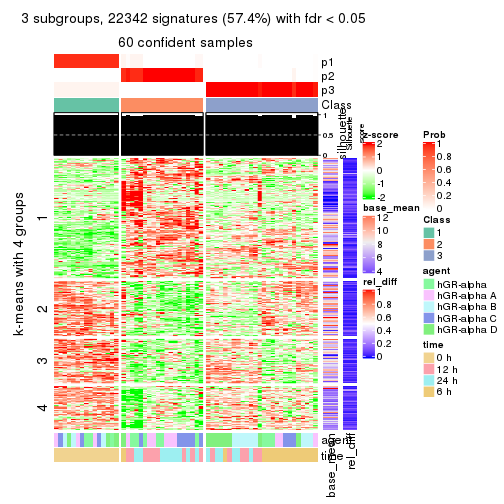 3 subgroups, 22342 signatures (57.4%) with fdr < 0.05
60 confident samples
p1
p2
p3
Class
1
0.5
0
silhouette
score
z-score
2
1
0
-1
-2
base_mean
12
10
8
6
4
rel_diff
1
0.8
0.6
0.4
0.2
0
Prob
1
0.8
0.6
0.4
0.2
0
Class
1
2
3
agent
hGR-alpha
hGR-alpha A
hGR-alpha B
hGR-alpha C
hGR-alpha D
time
0 h
12 h
24 h
6 h
k-means with 4 groups
1
2
3
4
agent
time
base_mean
rel_diff